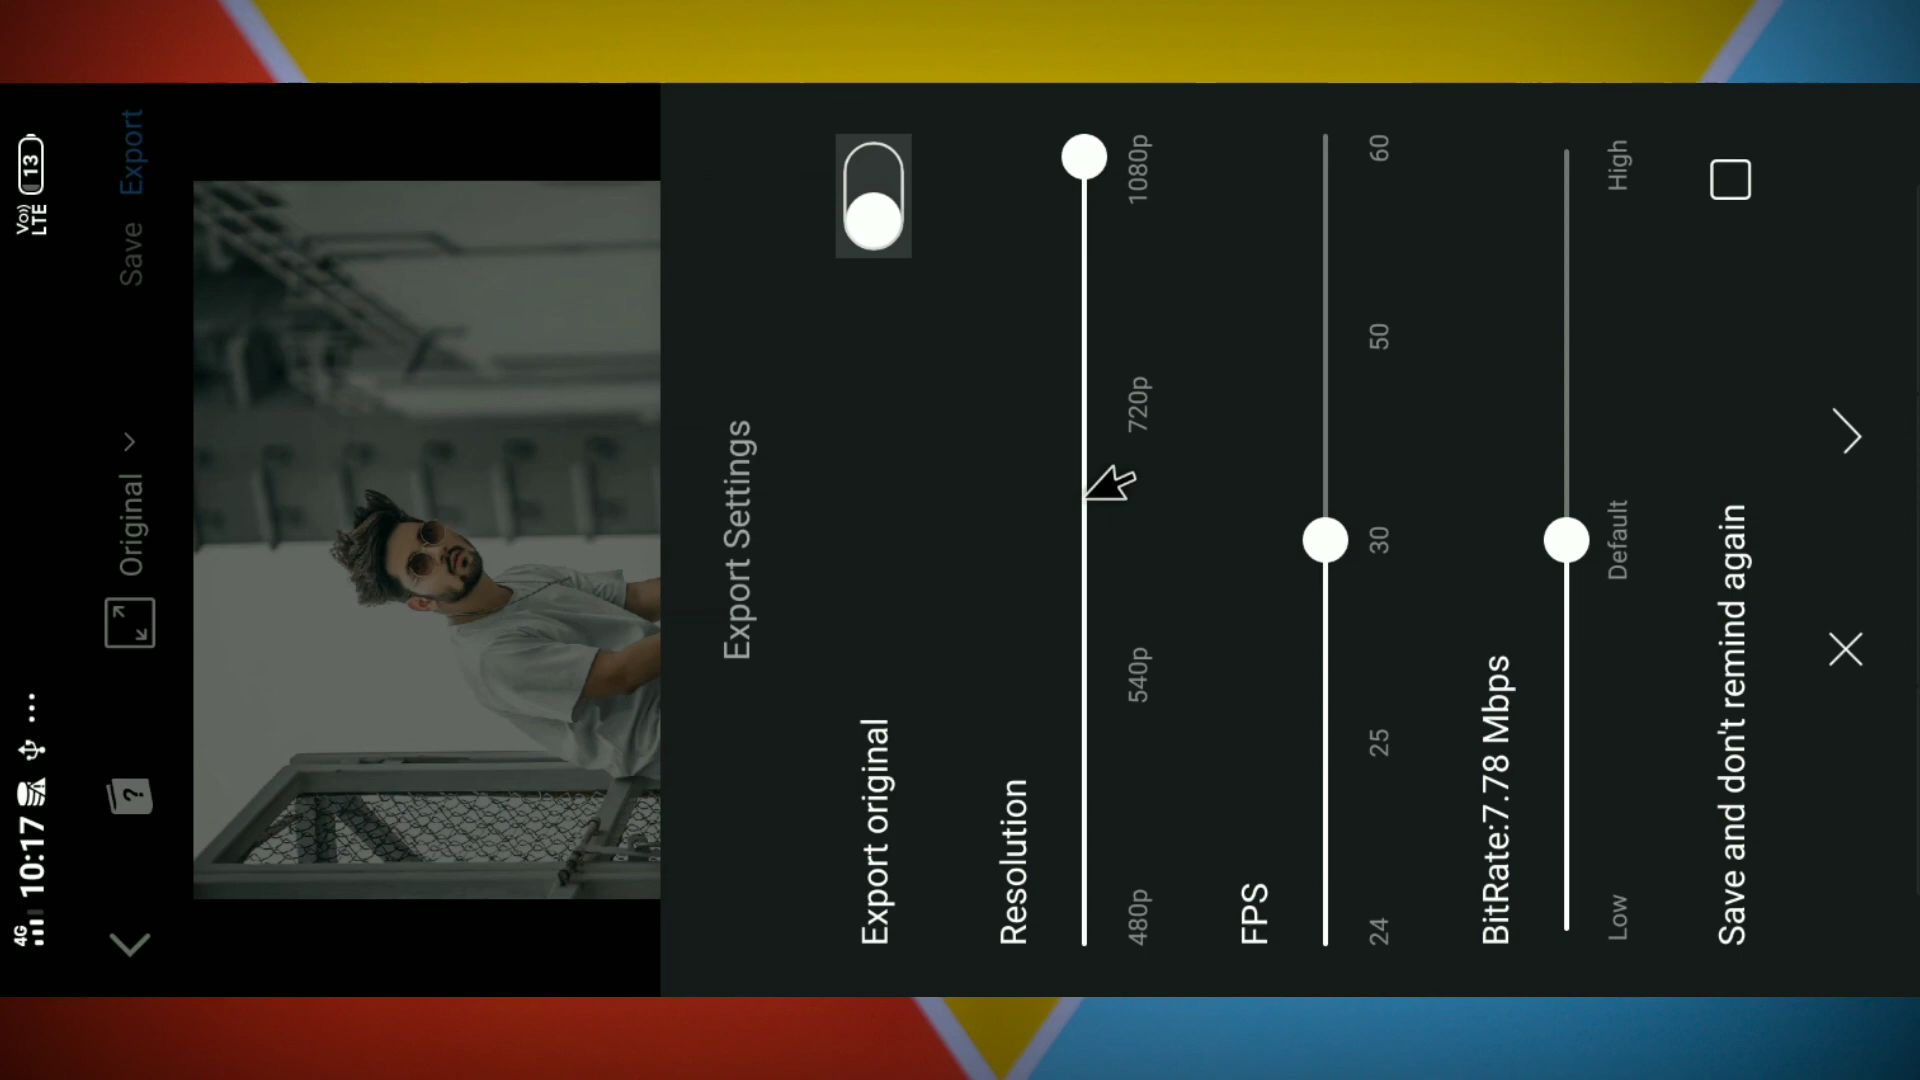 4G 10:17 ... Vo)) LTE 13
Original Save Export
Export Settings
Export original
Resolution
480p 540p 720p 1080p
FPS
24 25 30 50 60
BitRate:7.78 Mbps
Low Default High
Save and don't remind again